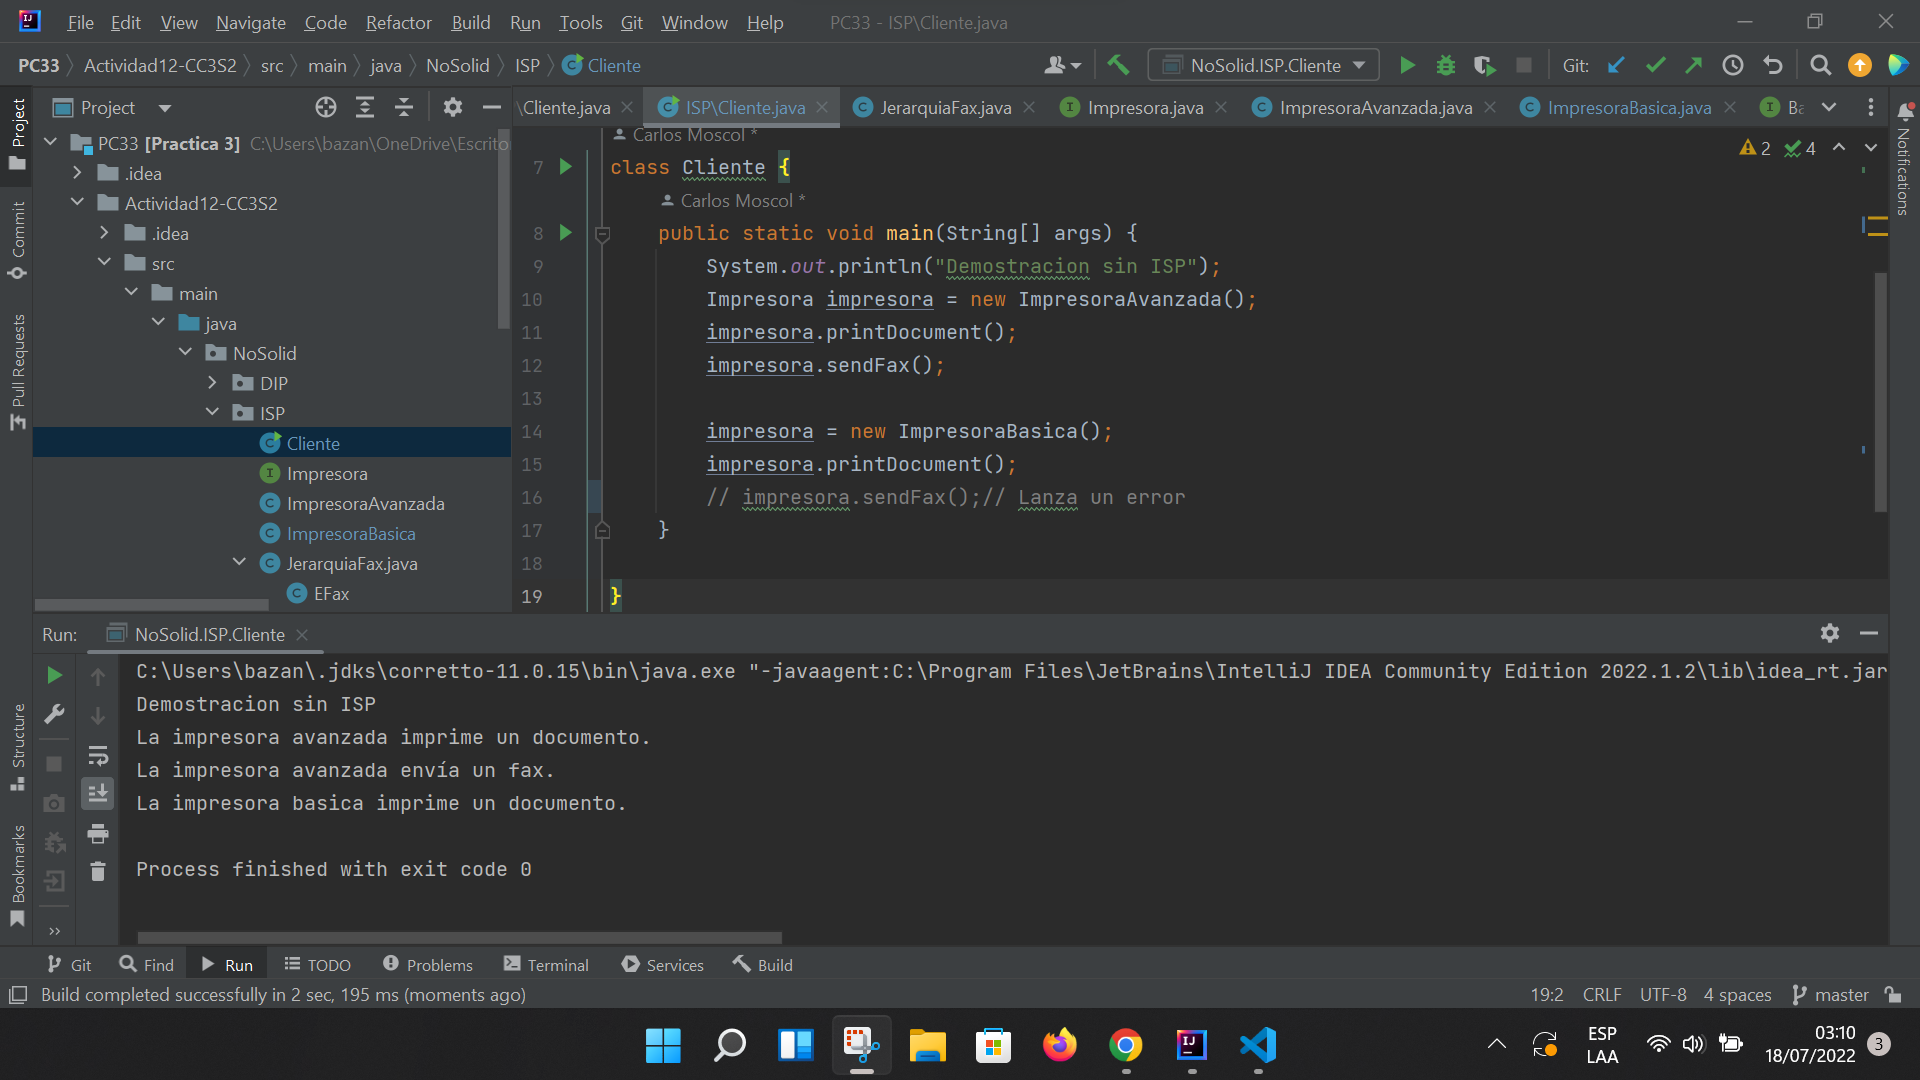 File Edit View Navigate Code Refactor Build Run Tools Git Window Help PC33 - ISP\Cliente.java
PC33 Actividad12-CC3S2 src main java NoSolid ISP Cliente NoSolid.ISP.Cliente Git:
Project
\Cliente.java ISP\Cliente.java JerarquiaFax.java Impresora.java ImpresoraAvanzada.java ImpresoraBasica.java
PC33 [Practica 3] C:\Users\bazan\OneDrive\Escrito
.idea
Actividad12-CC3S2
.idea
src
main
java
NoSolid
DIP
ISP
Cliente
Impresora
ImpresoraAvanzada
ImpresoraBasica
JerarquiaFax.java
EFax
Carlos Moscol *
2 4
7 class Cliente {
Carlos Moscol *
8 public static void main(String[] args) {
9 System.out.println("Demostracion sin ISP");
10 Impresora impresora = new ImpresoraAvanzada();
11 impresora.printDocument();
12 impresora.sendFax();
13
14 impresora = new ImpresoraBasica();
15 impresora.printDocument();
16 // impresora.sendFax();// Lanza un error
17 }
18
19 }
Project
Commit
Pull Requests
Structure
Bookmarks
Notifications
Run: NoSolid.ISP.Cliente
C:\Users\bazan\.jdks\corretto-11.0.15\bin\java.exe "-javaagent:C:\Program Files\JetBrains\IntelliJ IDEA Community Edition 2022.1.2\lib\idea_rt.jar
Demostracion sin ISP
La impresora avanzada imprime un documento.
La impresora avanzada envía un fax.
La impresora basica imprime un documento.
Process finished with exit code 0
Git Find Run TODO Problems Terminal Services Build
Build completed successfully in 2 sec, 195 ms (moments ago) 19:2 CRLF UTF-8 4 spaces master
ESP
LAA
03:10
18/07/2022
3